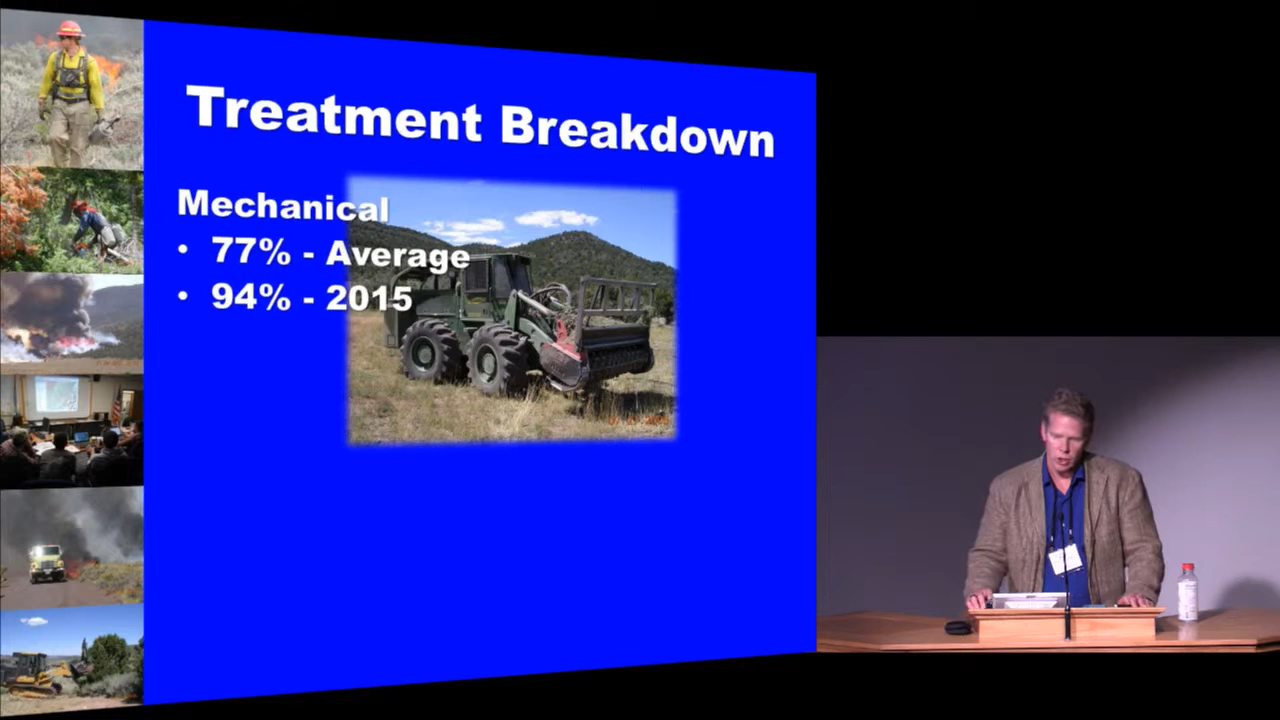 Treatment Breakdown
Mechanical
• 77% - Average
• 94% - 2015